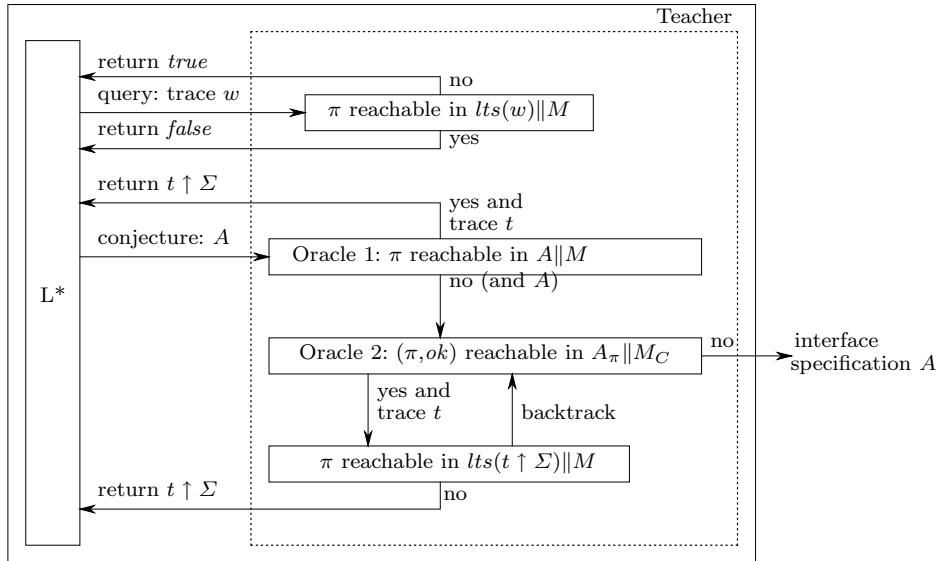 Teacher
return true
no
query: trace w
π reachable in lts(w)‖M
return false
yes
return t ↑ Σ
yes and
trace t
conjecture: A
Oracle 1: π reachable in A‖M
no (and A)
L*
Oracle 2: (π,ok) reachable in A_π‖M_C
no
interface
specification A
yes and
trace t
backtrack
π reachable in lts(t ↑ Σ)‖M
return t ↑ Σ
no